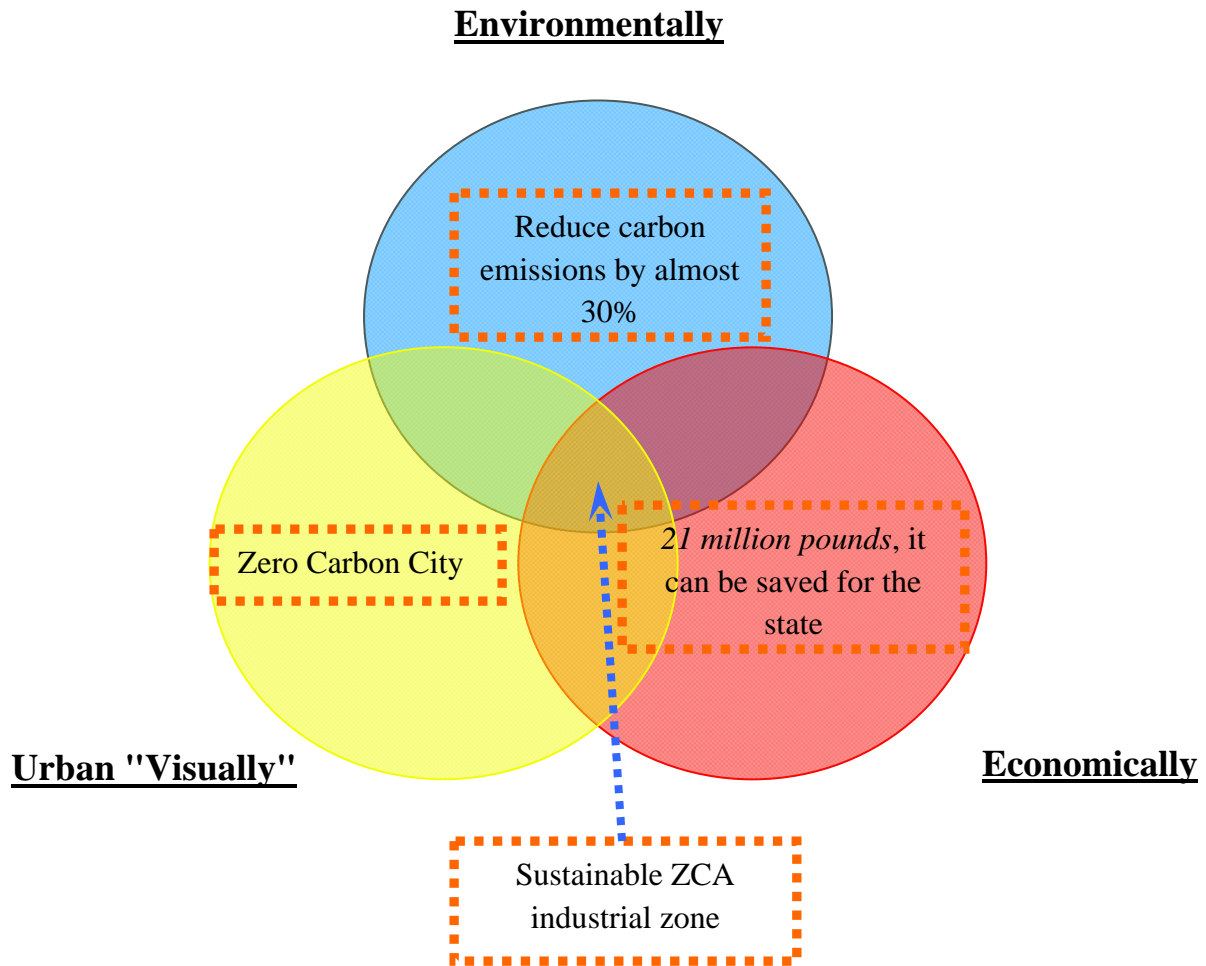 Environmentally
Reduce carbon
emissions by almost
30%
Zero Carbon City
21 million pounds, it
can be saved for the
state
Urban "Visually"
Economically
Sustainable ZCA
industrial zone